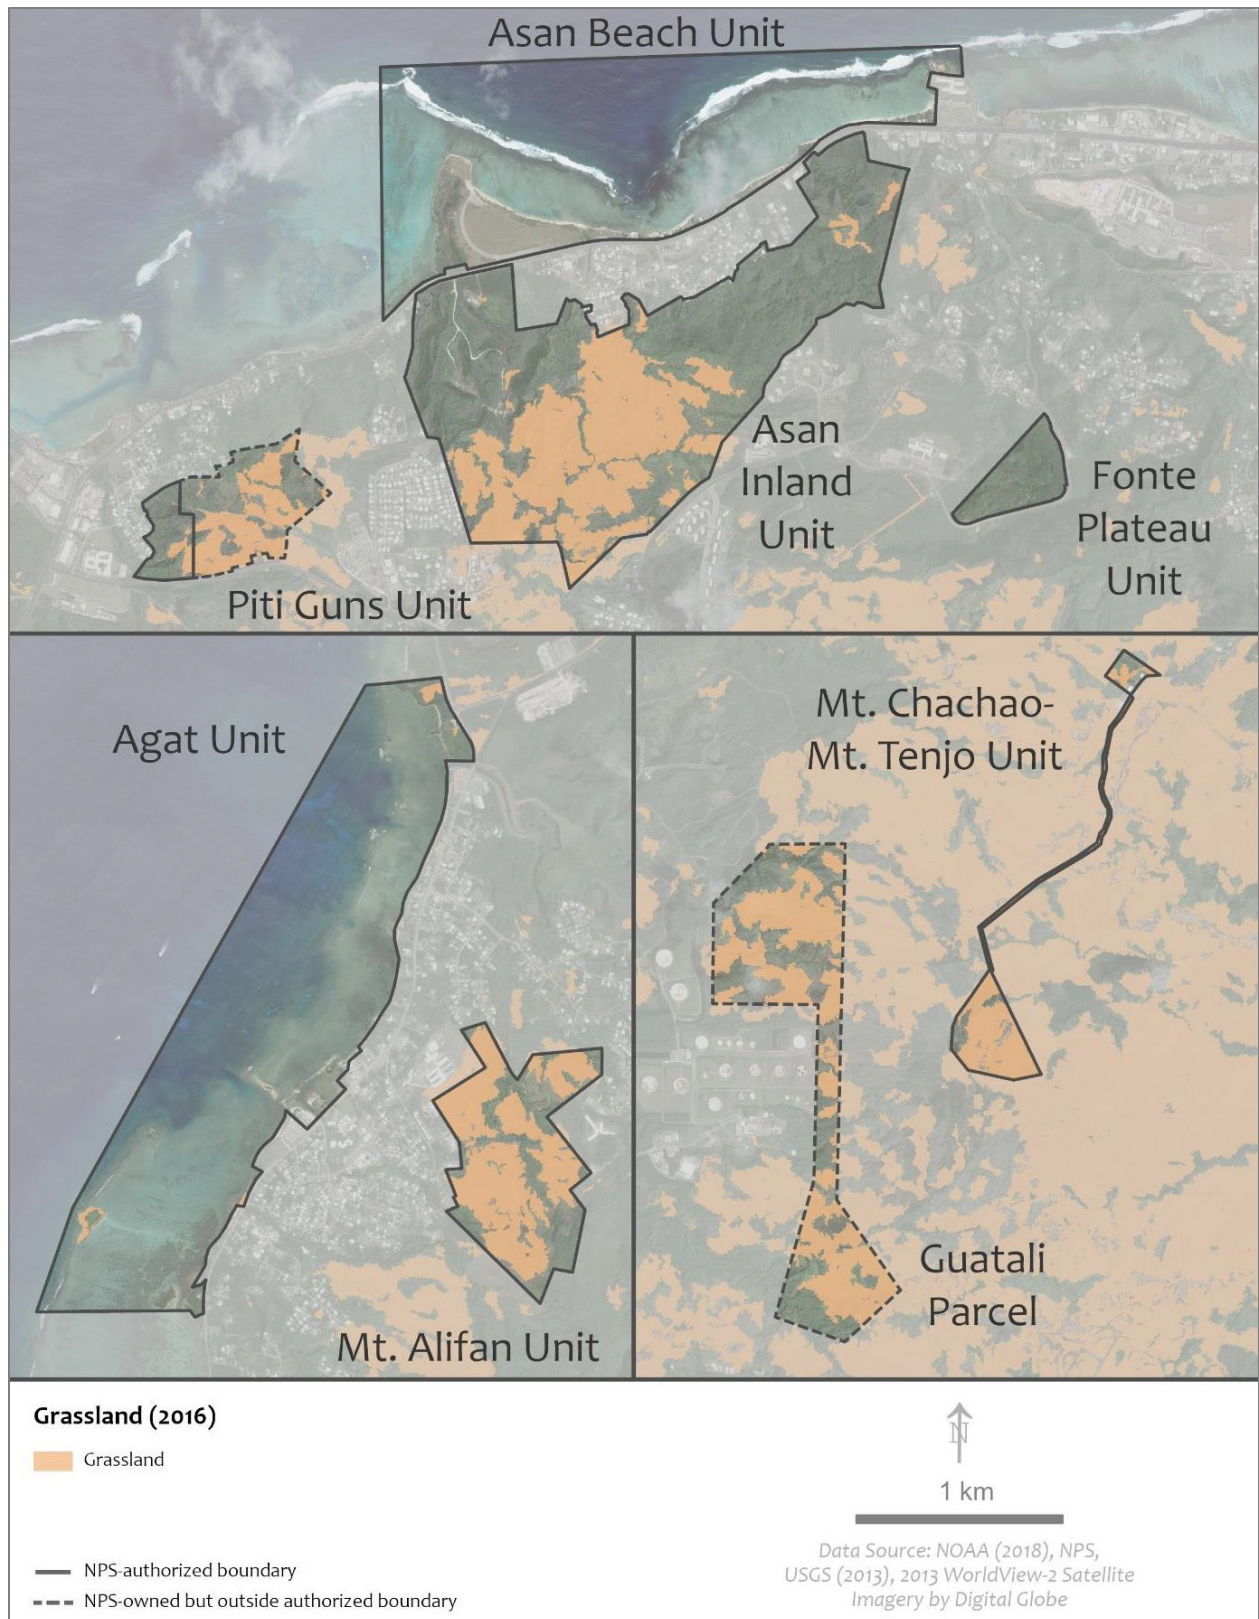 Asan Beach Unit
Asan
Inland
Unit
Fonte
Plateau
Unit
Piti Guns Unit
Agat Unit
Mt. Alifan Unit
Mt. Chachao-
Mt. Tenjo Unit
Guatali
Parcel
Grassland (2016)
Grassland
NPS-authorized boundary
NPS-owned but outside authorized boundary
N
1 km
Data Source: NOAA (2018), NPS,
USGS (2013), 2013 WorldView-2 Satellite
Imagery by Digital Globe